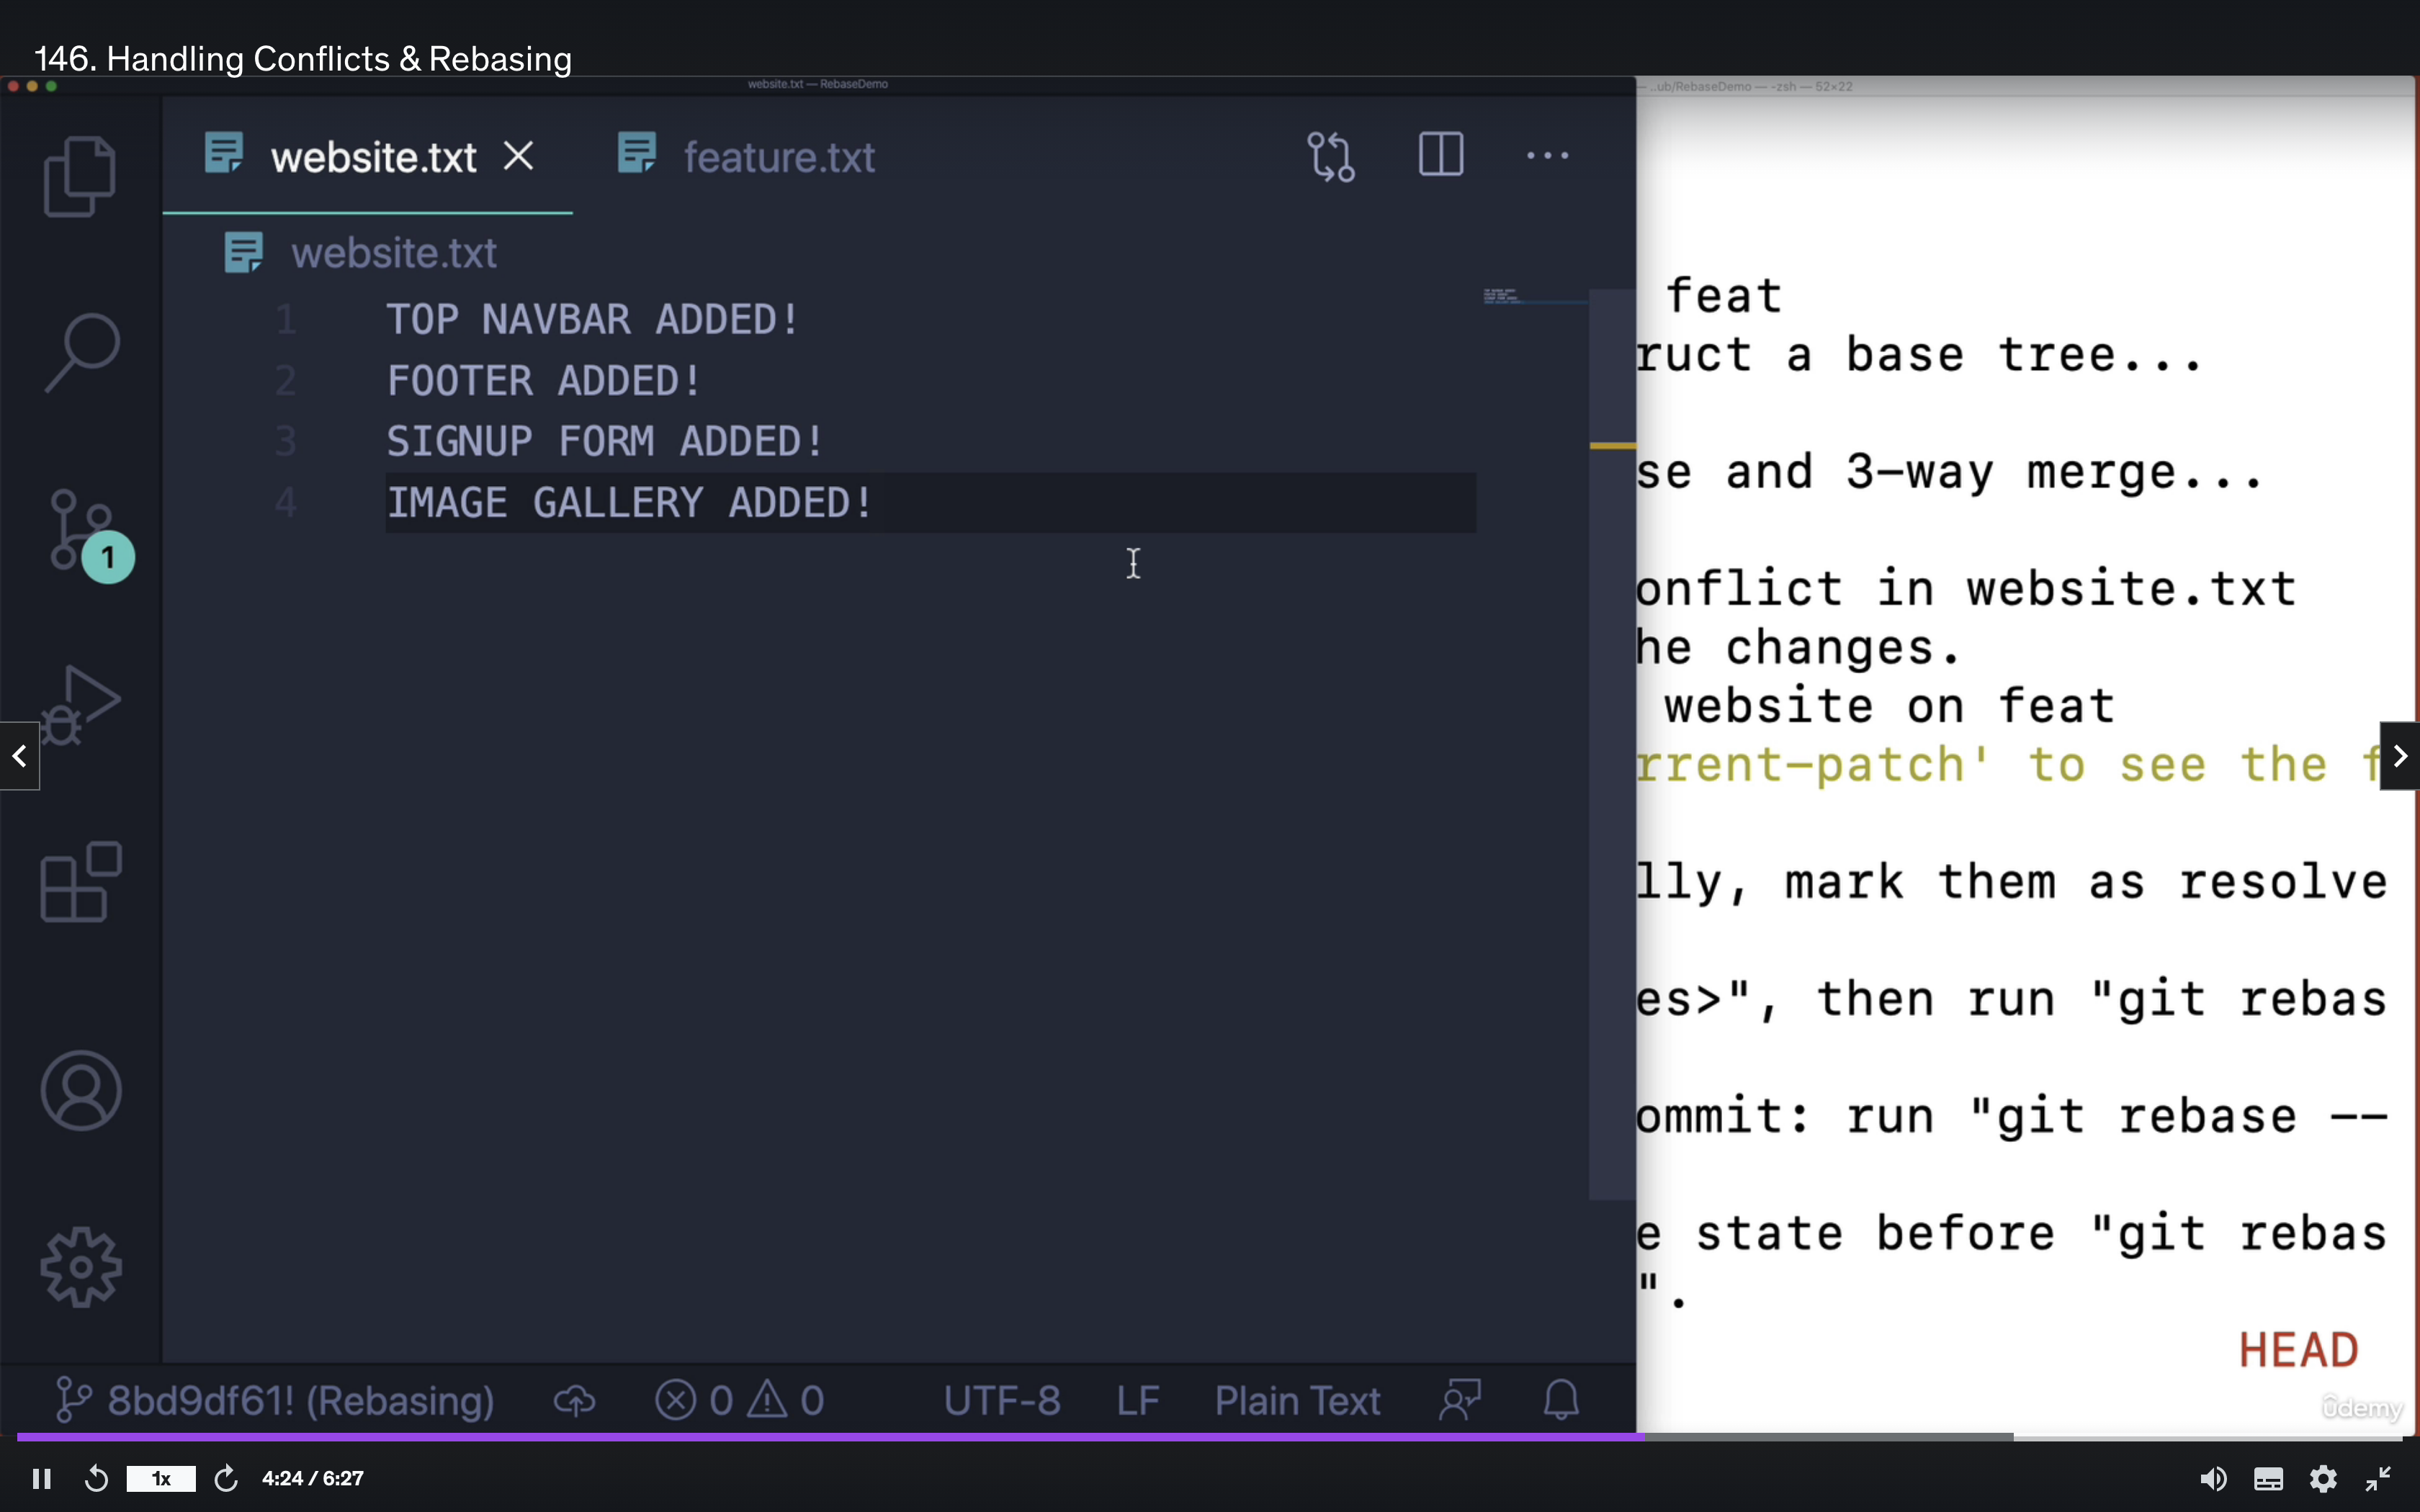 146. Handling Conflicts & Rebasing
website.txt — RebaseDemo
— ..ub/RebaseDemo — -zsh — 52×22
website.txt
feature.txt
website.txt
1 TOP NAVBAR ADDED!
2 FOOTER ADDED!
3 SIGNUP FORM ADDED!
4 IMAGE GALLERY ADDED!
1
feat
ruct a base tree...
se and 3-way merge...
onflict in website.txt
he changes.
website on feat
rrent-patch' to see the f
lly, mark them as resolve
es>", then run "git rebas
ommit: run "git rebase --
e state before "git rebas
".
HEAD
8bd9df61! (Rebasing) 0 0 UTF-8 LF Plain Text
ûdemy
1x 4:24 / 6:27